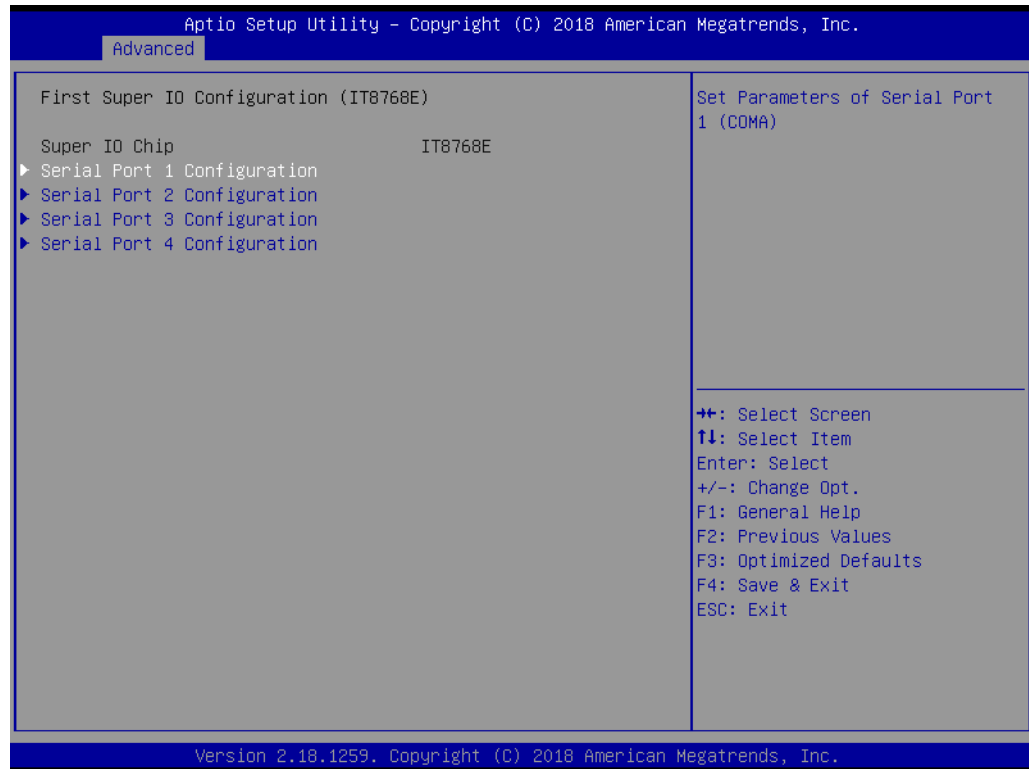 Aptio Setup Utility – Copyright (C) 2018 American Megatrends, Inc.
Advanced
First Super IO Configuration (IT8768E)
Super IO Chip IT8768E
▶ Serial Port 1 Configuration
▶ Serial Port 2 Configuration
▶ Serial Port 3 Configuration
▶ Serial Port 4 Configuration
Set Parameters of Serial Port
1 (COMA)
→←: Select Screen
↑↓: Select Item
Enter: Select
+/-: Change Opt.
F1: General Help
F2: Previous Values
F3: Optimized Defaults
F4: Save & Exit
ESC: Exit
Version 2.18.1259. Copyright (C) 2018 American Megatrends, Inc.